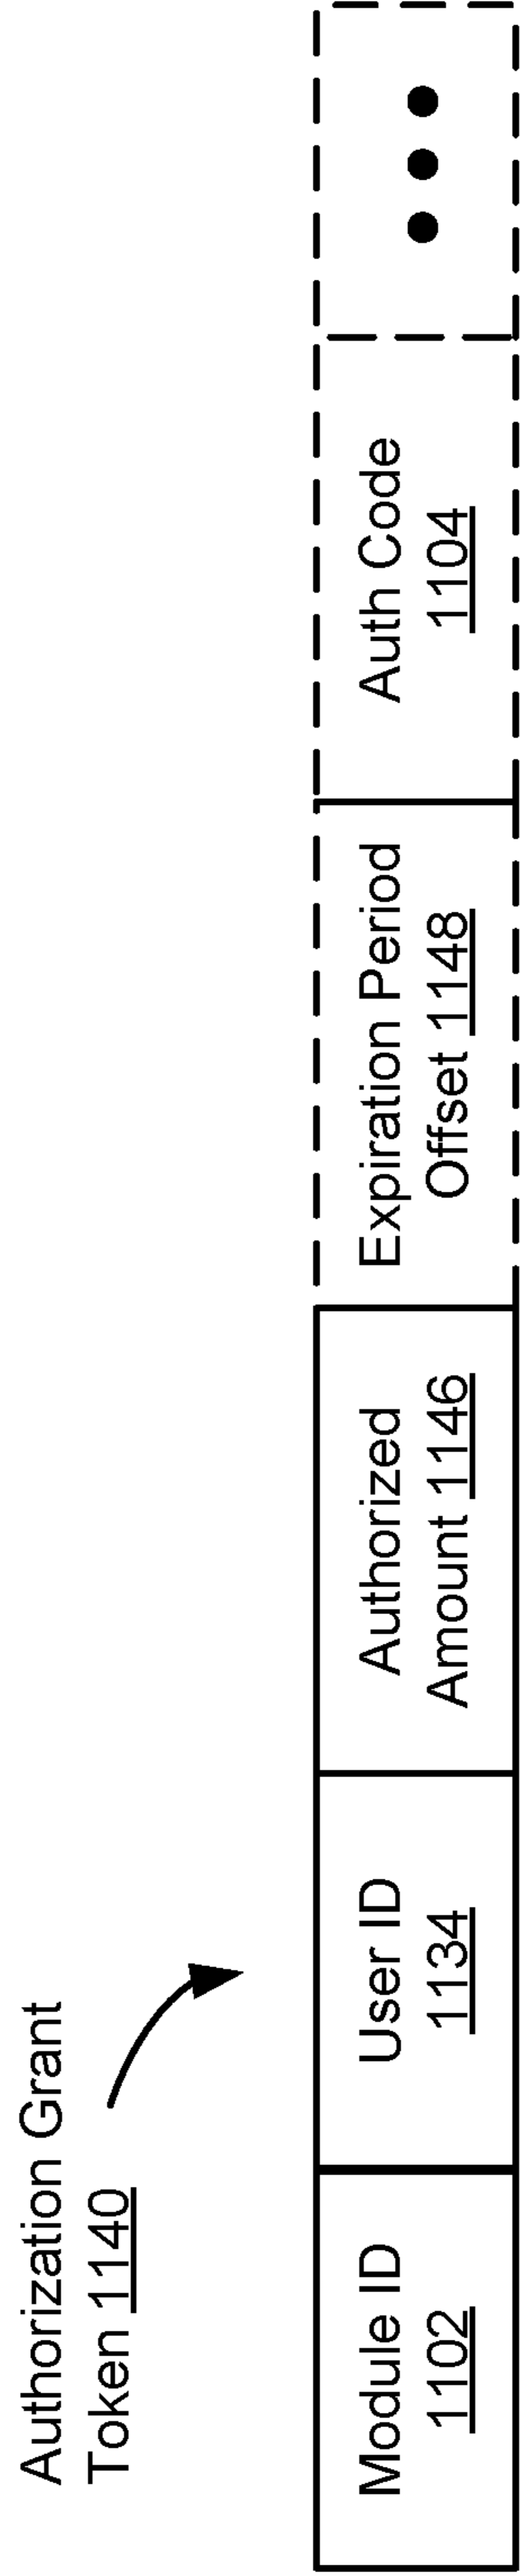 Authorization Grant
Token 1140
Module ID
1102
User ID
1134
Authorized
Amount 1146
Expiration Period
Offset 1148
Auth Code
1104